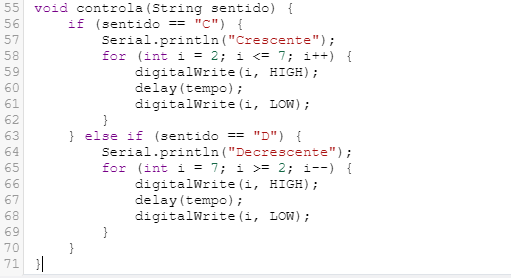 55 void controla(String sentido) {
56     if (sentido == "C") {
57         Serial.println("Crescente");
58         for (int i = 2; i <= 7; i++) {
59             digitalWrite(i, HIGH);
60             delay(tempo);
61             digitalWrite(i, LOW);
62         }
63     } else if (sentido == "D") {
64         Serial.println("Decrescente");
65         for (int i = 7; i >= 2; i--) {
66             digitalWrite(i, HIGH);
67             delay(tempo);
68             digitalWrite(i, LOW);
69         }
70     }
71 }